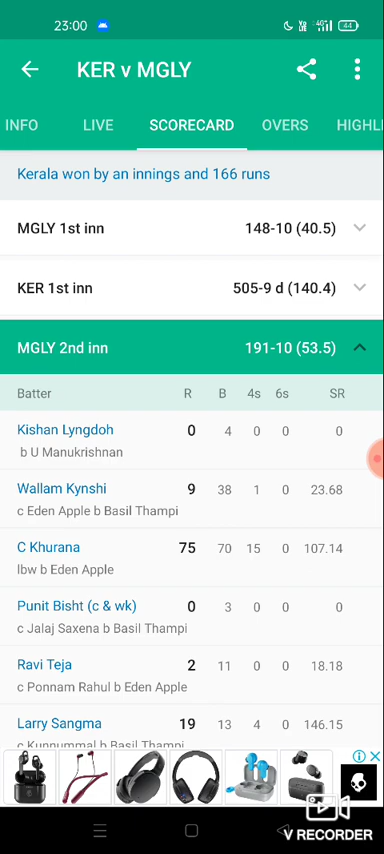 23:00 44
KER v MGLY
INFO LIVE SCORECARD OVERS HIGHLI
Kerala won by an innings and 166 runs
MGLY 1st inn 148-10 (40.5)
KER 1st inn 505-9 d (140.4)
MGLY 2nd inn 191-10 (53.5)
Batter R B 4s 6s SR
Kishan Lyngdoh 0 4 0 0 0
b U Manukrishnan
Wallam Kynshi 9 38 1 0 23.68
c Eden Apple b Basil Thampi
C Khurana 75 70 15 0 107.14
lbw b Eden Apple
Punit Bisht (c & wk) 0 3 0 0 0
c Jalaj Saxena b Basil Thampi
Ravi Teja 2 11 0 0 18.18
c Ponnam Rahul b Eden Apple
Larry Sangma 19 13 4 0 146.15
c Kunnummal b Basil Thampi
V RECORDER